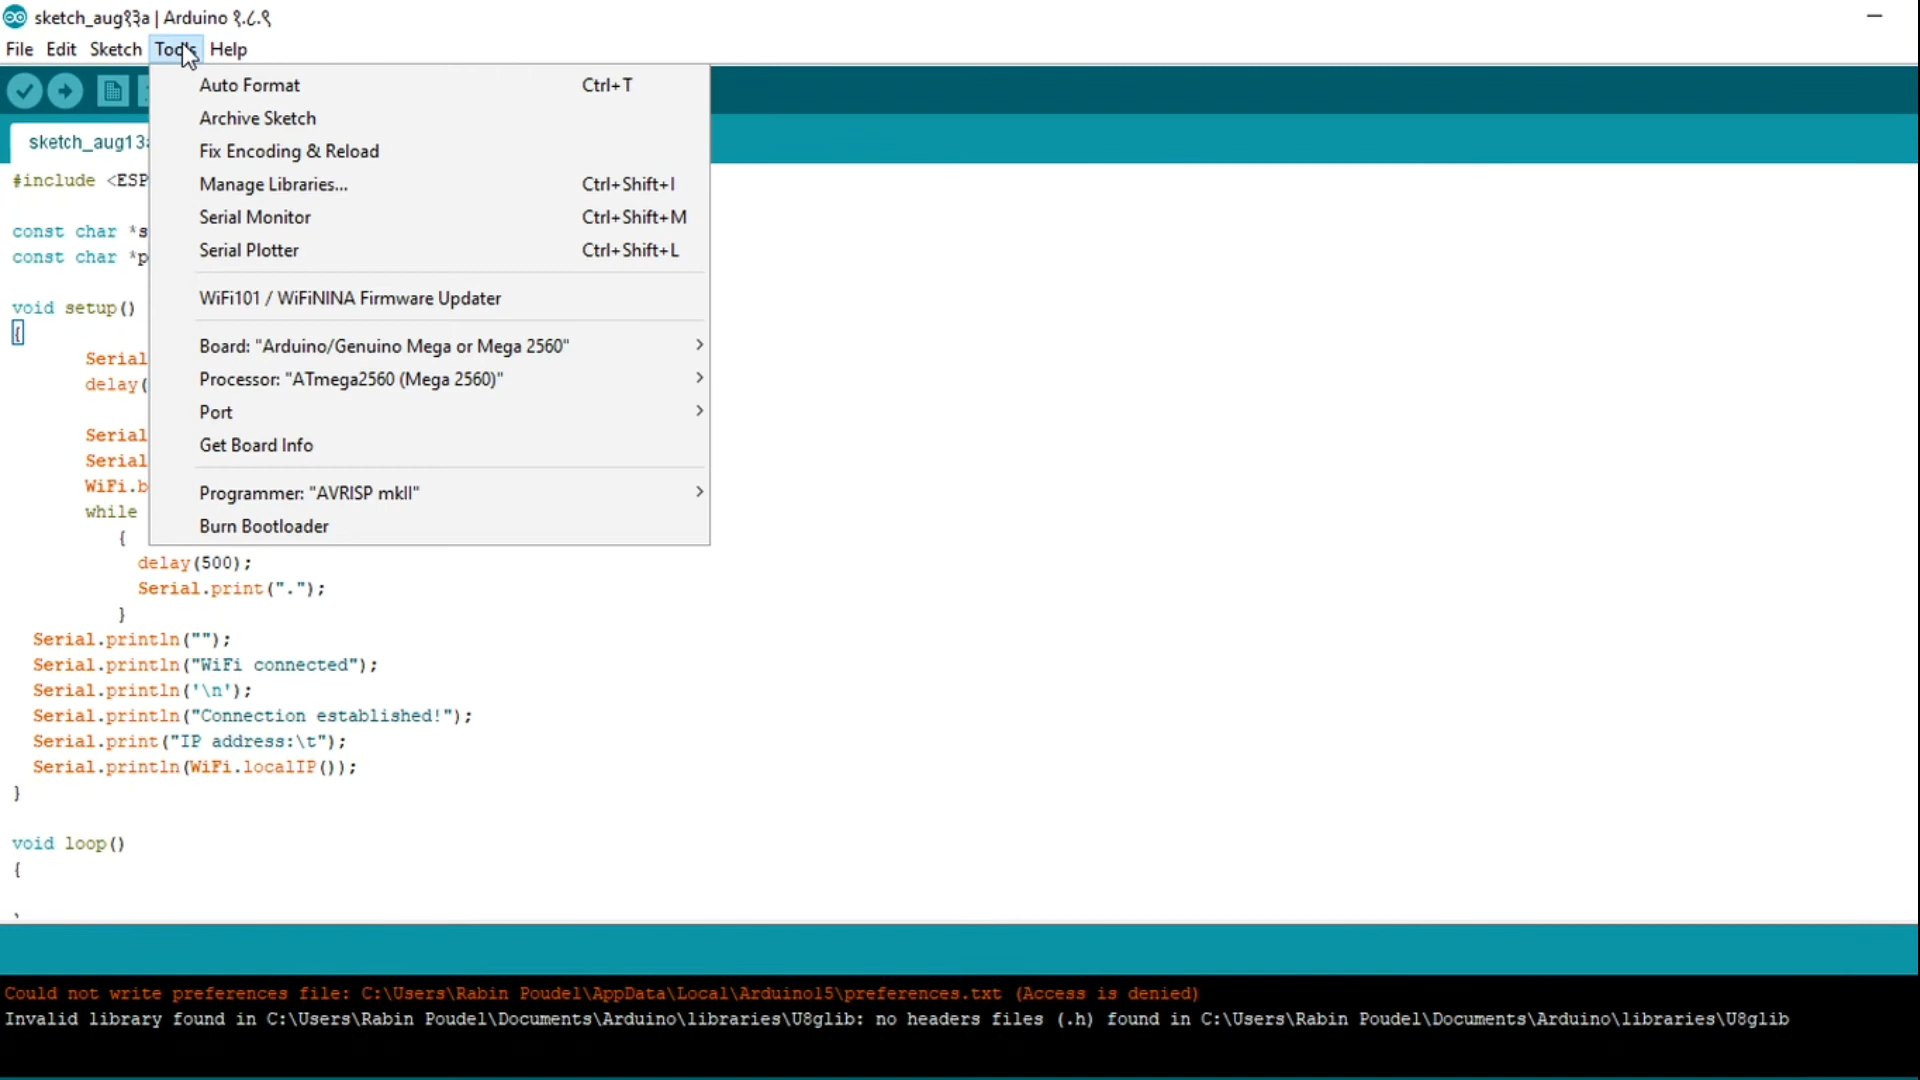 sketch_aug१३a | Arduino १.८.९
File Edit Sketch Tools Help
Auto Format Ctrl+T
Archive Sketch
Fix Encoding & Reload
Manage Libraries... Ctrl+Shift+I
Serial Monitor Ctrl+Shift+M
Serial Plotter Ctrl+Shift+L
WiFi101 / WiFiNINA Firmware Updater
Board: "Arduino/Genuino Mega or Mega 2560"
Processor: "ATmega2560 (Mega 2560)"
Port
Get Board Info
Programmer: "AVRISP mkII"
Burn Bootloader
sketch_aug13a
#include <ESP
const char *s
const char *p
void setup()
{
Serial
delay(
Serial
Serial
WiFi.b
while
{
delay(500);
Serial.print(".");
}
Serial.println("");
Serial.println("WiFi connected");
Serial.println('\n');
Serial.println("Connection established!");
Serial.print("IP address:\t");
Serial.println(WiFi.localIP());
}
void loop()
{
Could not write preferences file: C:\Users\Rabin Poudel\AppData\Local\Arduino15\preferences.txt (Access is denied)
Invalid library found in C:\Users\Rabin Poudel\Documents\Arduino\libraries\U8glib: no headers files (.h) found in C:\Users\Rabin Poudel\Documents\Arduino\libraries\U8glib